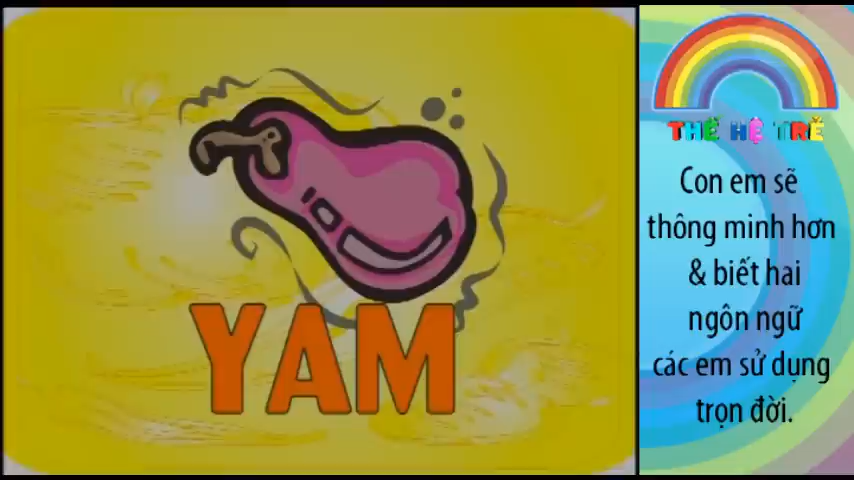 YAM
THẾ HỆ TRẺ
Con em sẽ
thông minh hơn
& biết hai
ngôn ngữ
các em sử dụng
trọn đời.